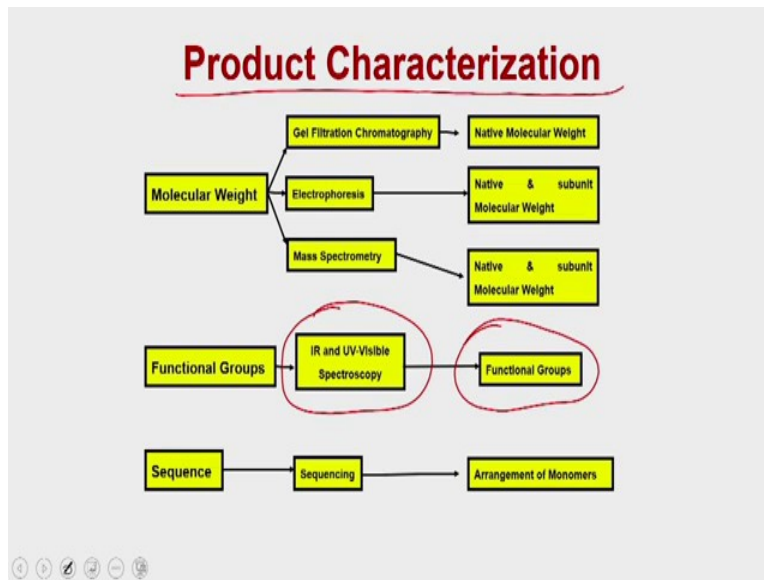 Product Characterization
Gel Filtration Chromatography
Native Molecular Weight
Molecular Weight
Electrophoresis
Native & subunit
Molecular Weight
Mass Spectrometry
Native & subunit
Molecular Weight
Functional Groups
IR and UV-Visible
Spectroscopy
Functional Groups
Sequence
Sequencing
Arrangement of Monomers